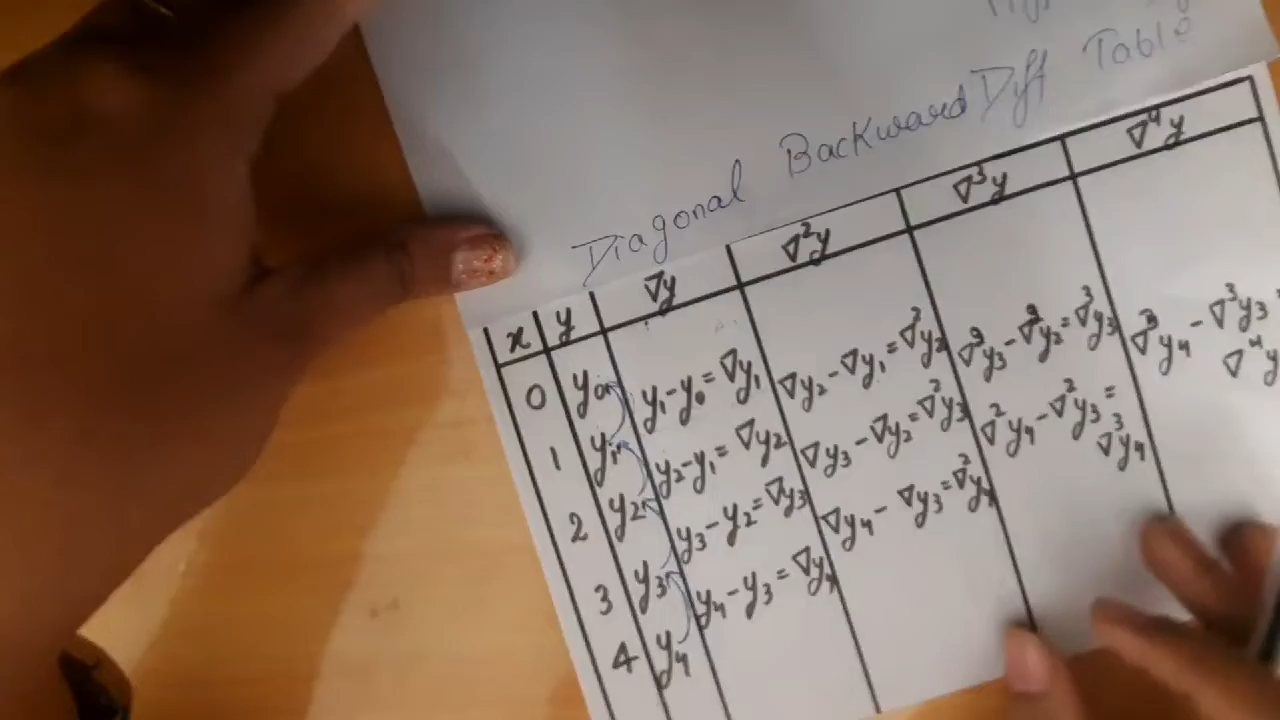 Diagonal Backward Diff Table
x y ∇y ∇²y ∇³y ∇⁴y
0 y₀ y₁-y₀=∇y₁ ∇y₂-∇y₁=∇²y₂ ∇²y₃-∇²y₂=∇³y₃ ∇³y₄-∇³y₃=
∇⁴y
1 y₁ y₂-y₁=∇y₂ ∇y₃-∇y₂=∇²y₃ ∇²y₄-∇²y₃=
∇³y₄
2 y₂ y₃-y₂=∇y₃ ∇y₄-∇y₃=∇²y₄
3 y₃ y₄-y₃=∇y₄
4 y₄